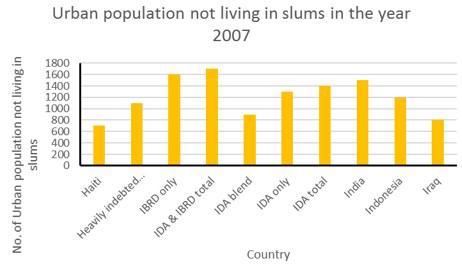 Urban population not living in slums in the year
2007
No. of Urban population not living in
slums
1800
1600
1400
1200
1000
800
600
400
200
0
Haiti
Heavily indebted...
IBRD only
IDA & IBRD total
IDA blend
IDA only
IDA total
India
Indonesia
Iraq
Country